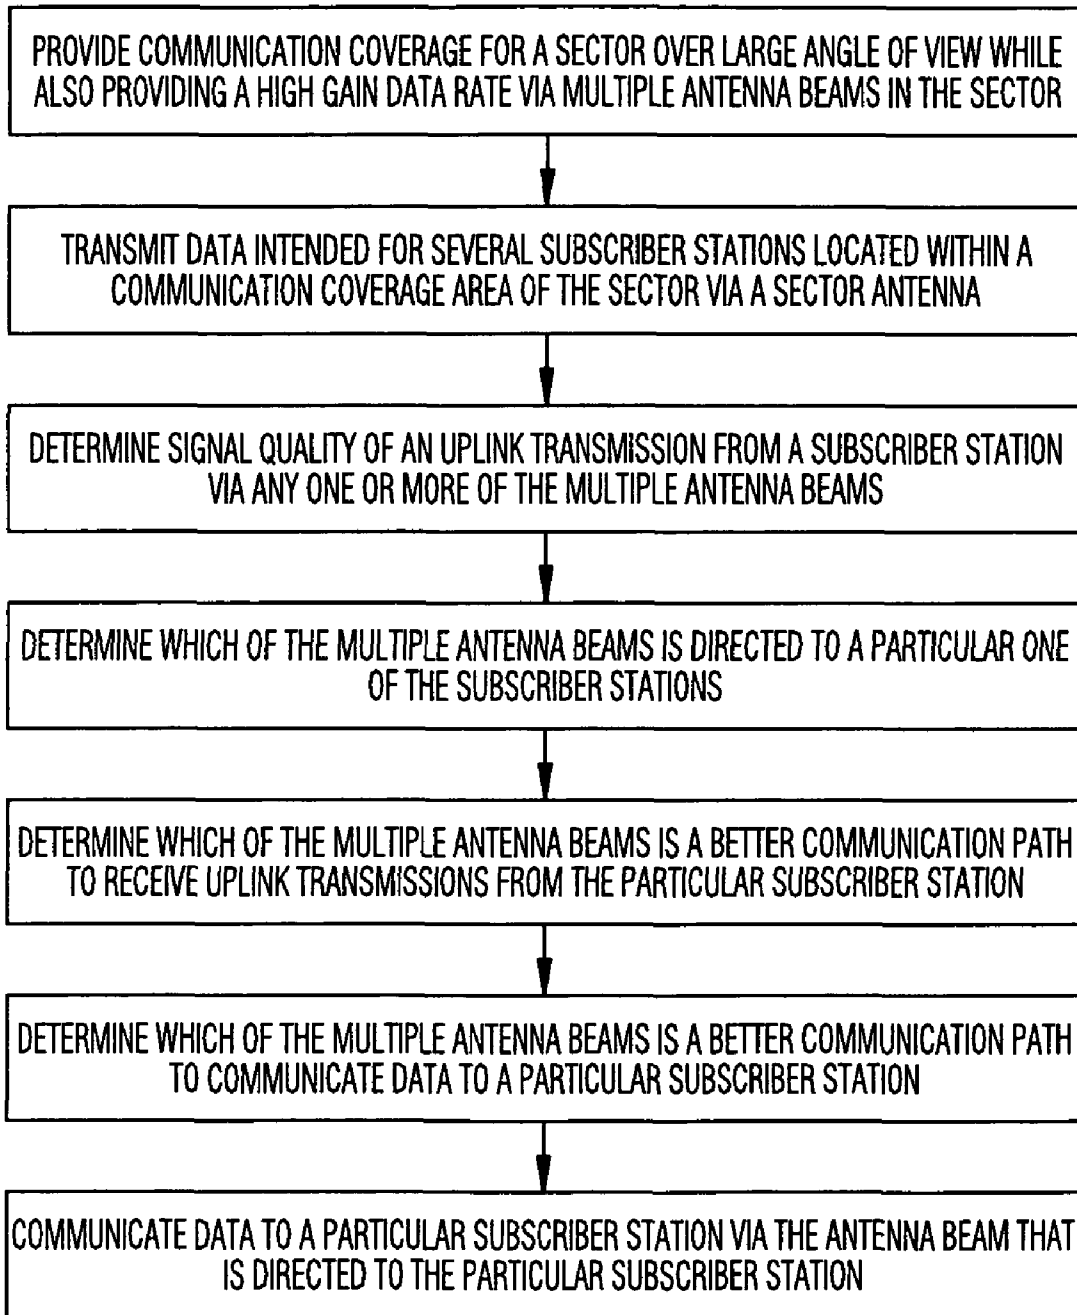 PROVIDE COMMUNICATION COVERAGE FOR A SECTOR OVER LARGE ANGLE OF VIEW WHILE
ALSO PROVIDING A HIGH GAIN DATA RATE VIA MULTIPLE ANTENNA BEAMS IN THE SECTOR
TRANSMIT DATA INTENDED FOR SEVERAL SUBSCRIBER STATIONS LOCATED WITHIN A
COMMUNICATION COVERAGE AREA OF THE SECTOR VIA A SECTOR ANTENNA
DETERMINE SIGNAL QUALITY OF AN UPLINK TRANSMISSION FROM A SUBSCRIBER STATION
VIA ANY ONE OR MORE OF THE MULTIPLE ANTENNA BEAMS
DETERMINE WHICH OF THE MULTIPLE ANTENNA BEAMS IS DIRECTED TO A PARTICULAR ONE
OF THE SUBSCRIBER STATIONS
DETERMINE WHICH OF THE MULTIPLE ANTENNA BEAMS IS A BETTER COMMUNICATION PATH
TO RECEIVE UPLINK TRANSMISSIONS FROM THE PARTICULAR SUBSCRIBER STATION
DETERMINE WHICH OF THE MULTIPLE ANTENNA BEAMS IS A BETTER COMMUNICATION PATH
TO COMMUNICATE DATA TO A PARTICULAR SUBSCRIBER STATION
COMMUNICATE DATA TO A PARTICULAR SUBSCRIBER STATION VIA THE ANTENNA BEAM THAT
IS DIRECTED TO THE PARTICULAR SUBSCRIBER STATION